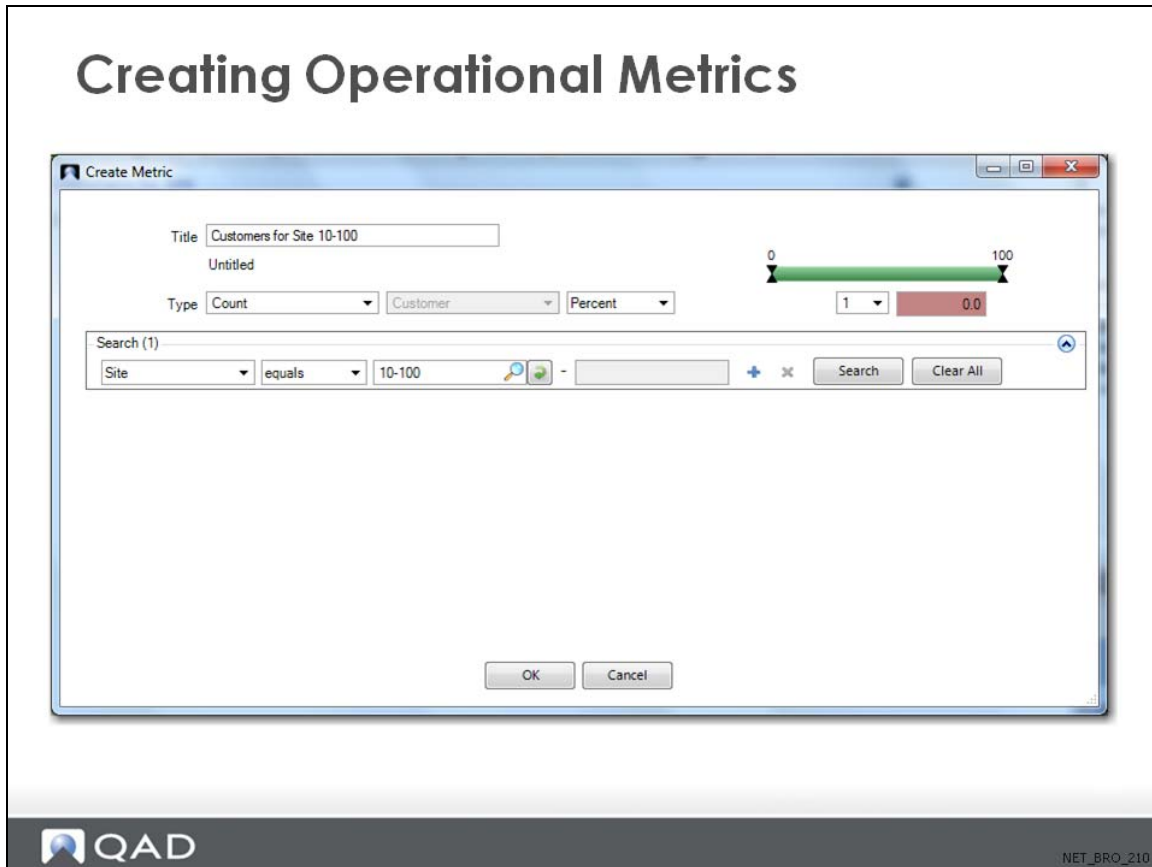 Creating Operational Metrics
Create Metric
Title Customers for Site 10-100
Untitled
0 100
Type Count Customer Percent 1 0.0
Search (1)
Site equals 10-100 - Search Clear All
OK Cancel
QAD
NET_BRO_210